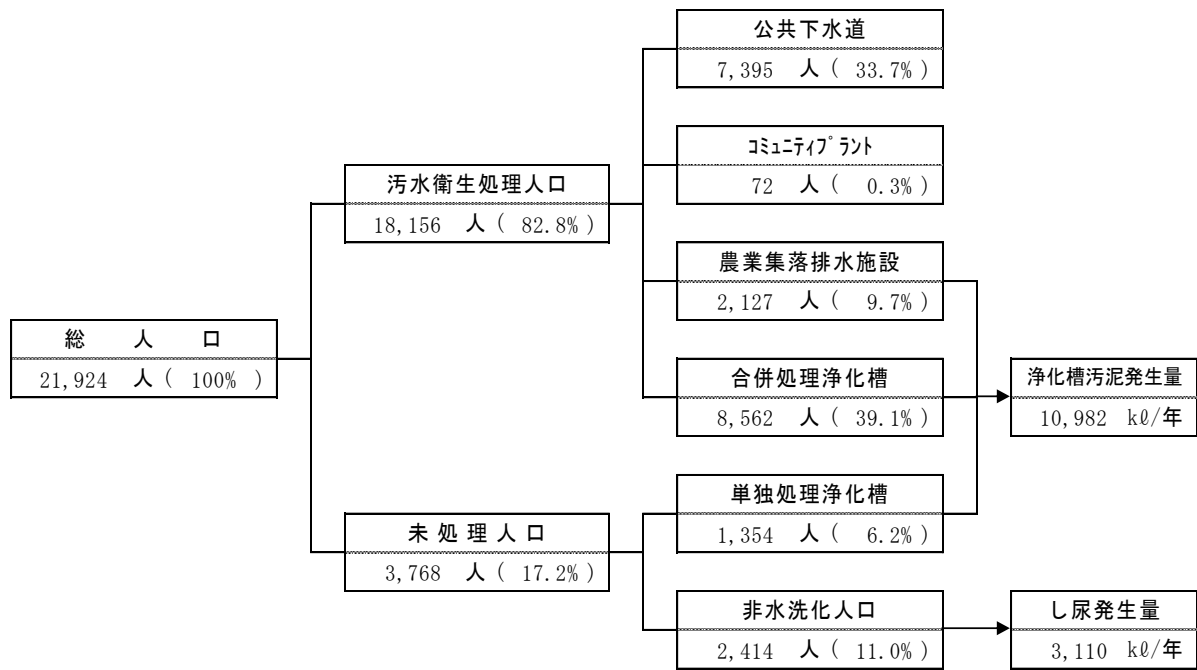 公共下水道
7,395 人 ( 33.7% )
ｺﾐｭﾆﾃｨﾌﾟﾗﾝﾄ
72 人 ( 0.3% )
汚水衛生処理人口
18,156 人 ( 82.8% )
農業集落排水施設
2,127 人 ( 9.7% )
総人口
21,924 人 ( 100% )
合併処理浄化槽
8,562 人 ( 39.1% )
浄化槽汚泥発生量
10,982 kℓ/年
単独処理浄化槽
1,354 人 ( 6.2% )
未処理人口
3,768 人 ( 17.2% )
非水洗化人口
2,414 人 ( 11.0% )
し尿発生量
3,110 kℓ/年